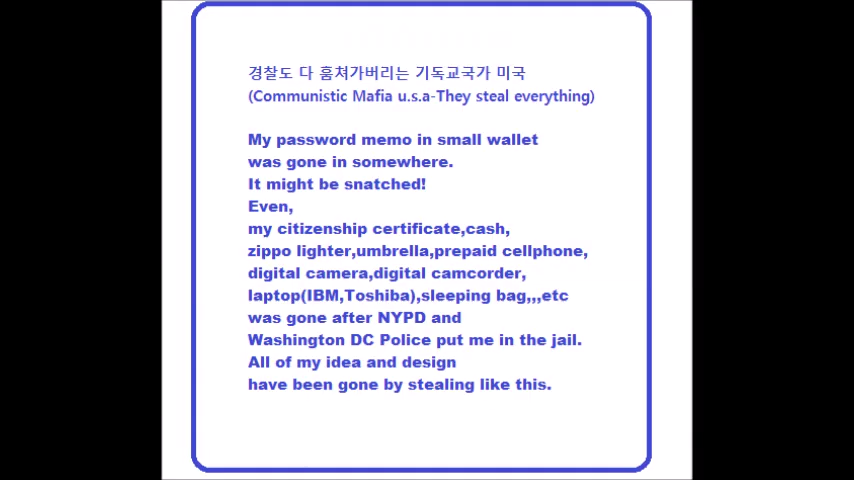 경찰도 다 훔쳐가버리는 기독교국가 미국
(Communistic Mafia u.s.a-They steal everything)
My password memo in small wallet
was gone in somewhere.
It might be snatched!
Even,
my citizenship certificate,cash,
zippo lighter,umbrella,prepaid cellphone,
digital camera,digital camcorder,
laptop(IBM,Toshiba),sleeping bag,,,etc
was gone after NYPD and
Washington DC Police put me in the jail.
All of my idea and design
have been gone by stealing like this.